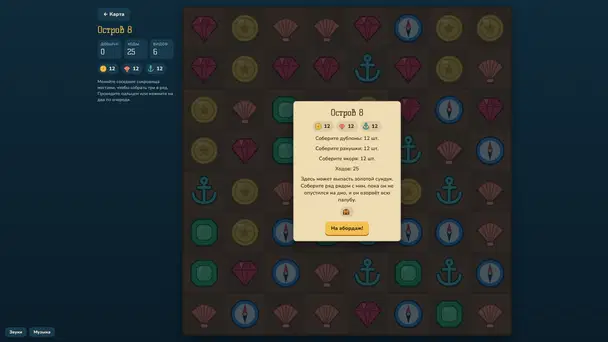 ← Карта
Остров 8
ДУБЛОНЫ
0
ХОДЫ
25
РЕКОРД
6
12 12 12
Меняйте соседние сокровища
местами, чтобы собрать три в ряд.
Проведите пальцем или нажмите на
два по очереди.
Остров 8
12 12 12
Соберите дублоны: 12 шт.
Соберите ракушки: 12 шт.
Соберите якоря: 12 шт.
Ходов: 25
Здесь может выпасть золотой сундук.
Соберите ряд рядом с ним, пока он не
опустился на дно, и он взорвёт всю
палубу.
На абордаж!
Звуки
Музыка